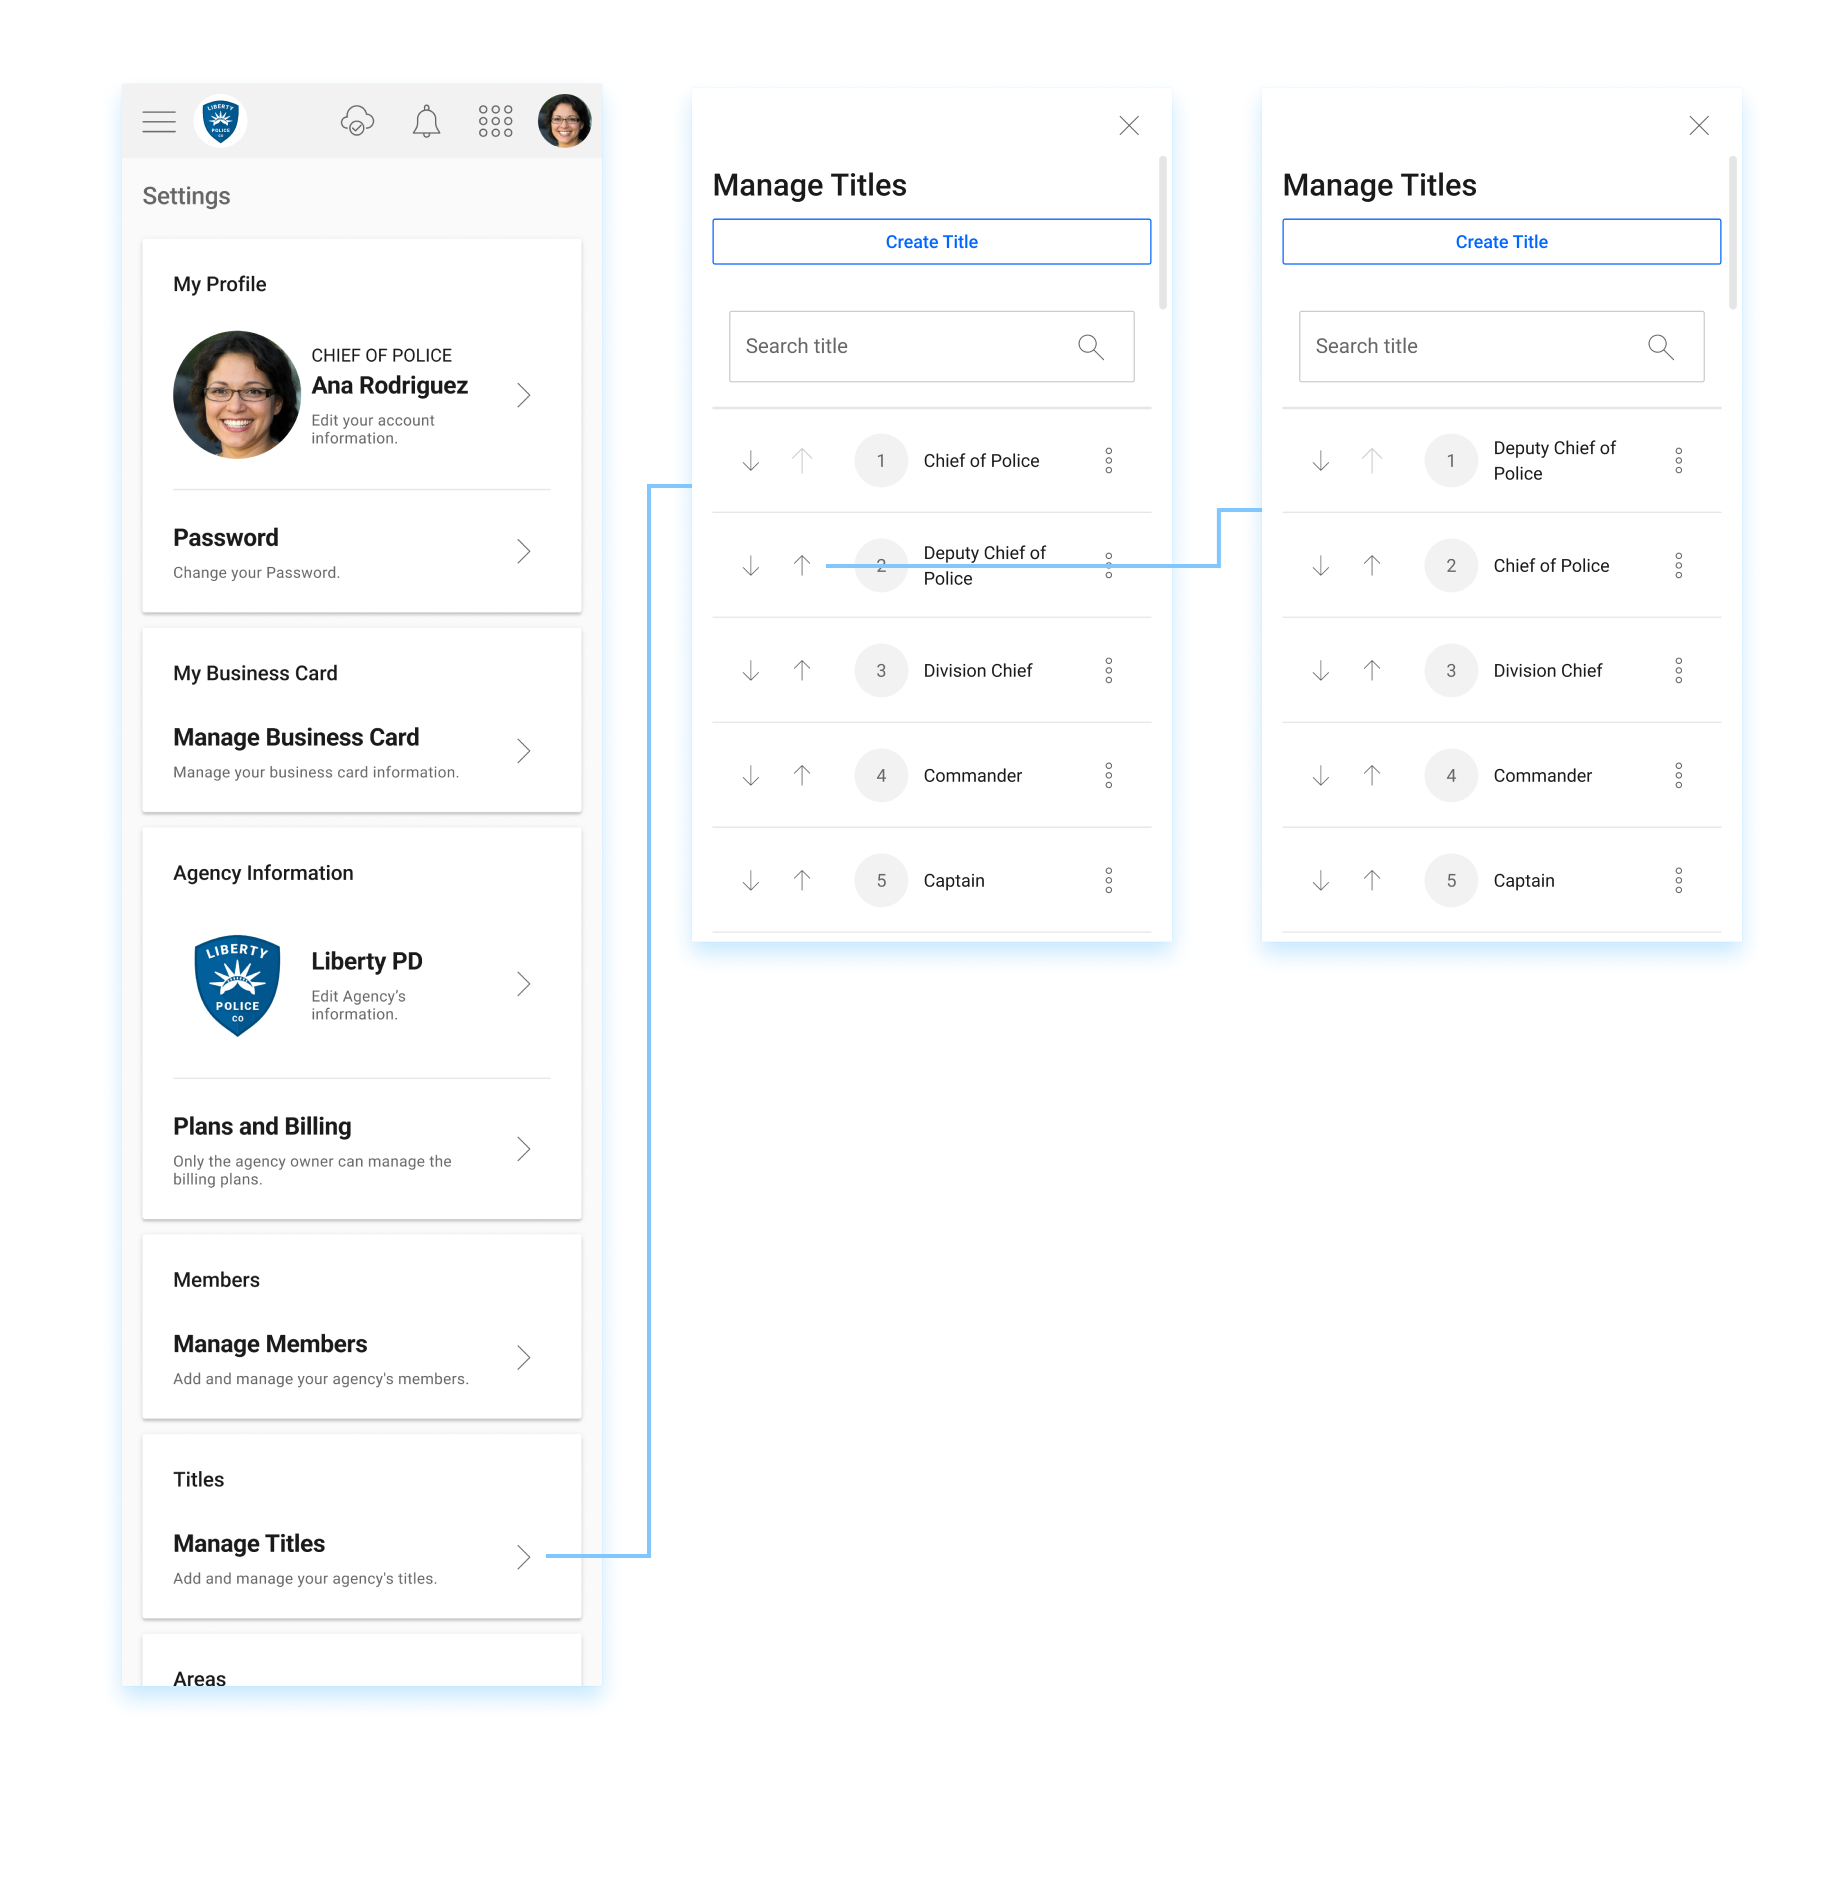 LIBERTY
POLICE
CO
Settings
My Profile
CHIEF OF POLICE
Ana Rodriguez
Edit your account
information.
Password
Change your Password.
My Business Card
Manage Business Card
Manage your business card information.
Agency Information
LIBERTY
POLICE
CO
Liberty PD
Edit Agency’s
information.
Plans and Billing
Only the agency owner can manage the
billing plans.
Members
Manage Members
Add and manage your agency's members.
Titles
Manage Titles
Add and manage your agency's titles.
Areas
Manage Titles
Create Title
Search title
1 Chief of Police
2 Deputy Chief of
Police
3 Division Chief
4 Commander
5 Captain
Manage Titles
Create Title
Search title
1 Deputy Chief of
Police
2 Chief of Police
3 Division Chief
4 Commander
5 Captain